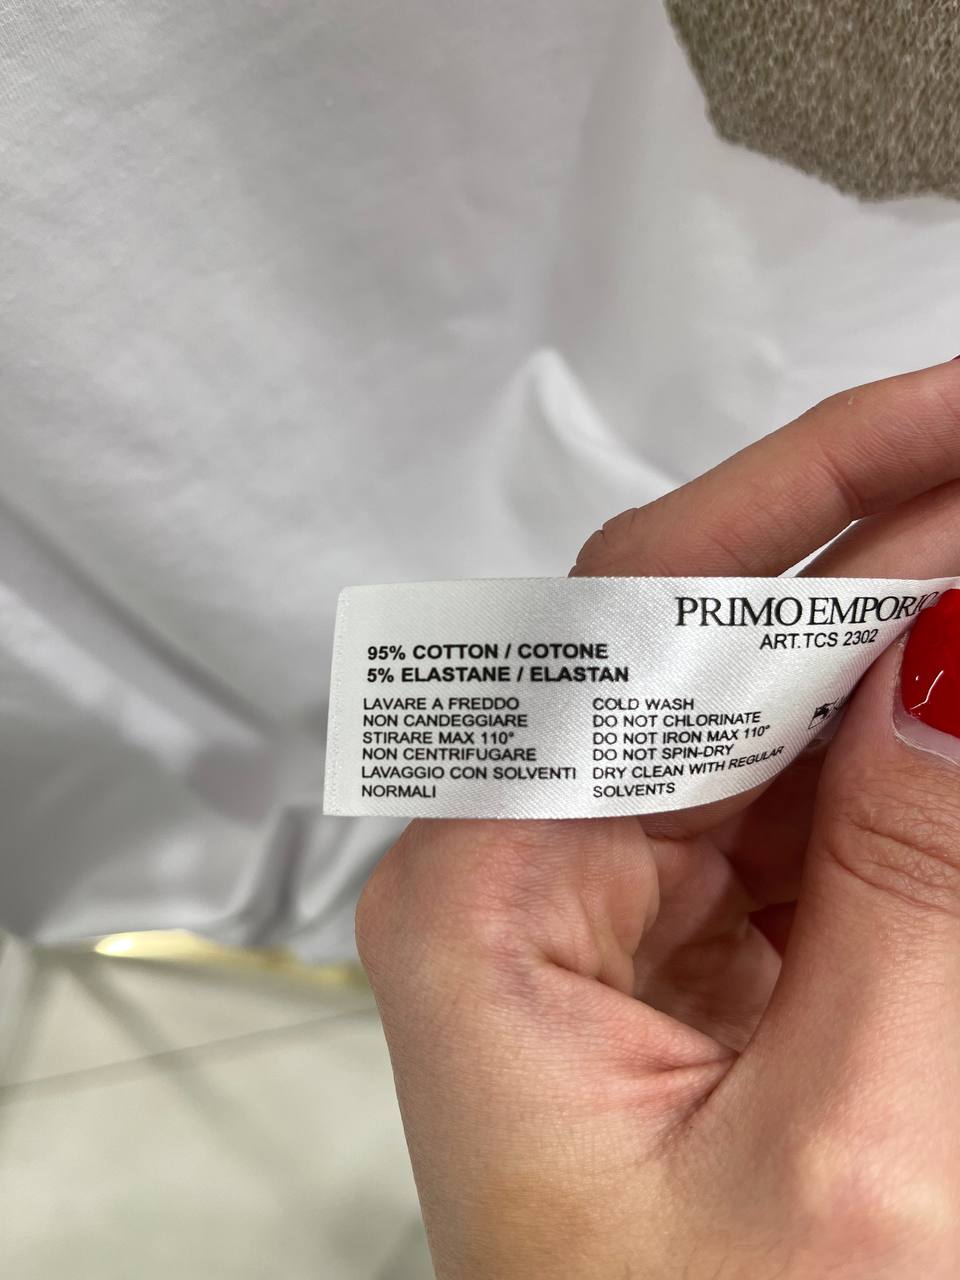 PRIMO EMPORIO
ART.TCS 2302
95% COTTON / COTONE
5% ELASTANE / ELASTAN
LAVARE A FREDDO
NON CANDEGGIARE
STIRARE MAX 110°
NON CENTRIFUGARE
LAVAGGIO CON SOLVENTI
NORMALI
COLD WASH
DO NOT CHLORINATE
DO NOT IRON MAX 110°
DO NOT SPIN-DRY
DRY CLEAN WITH REGULAR
SOLVENTS